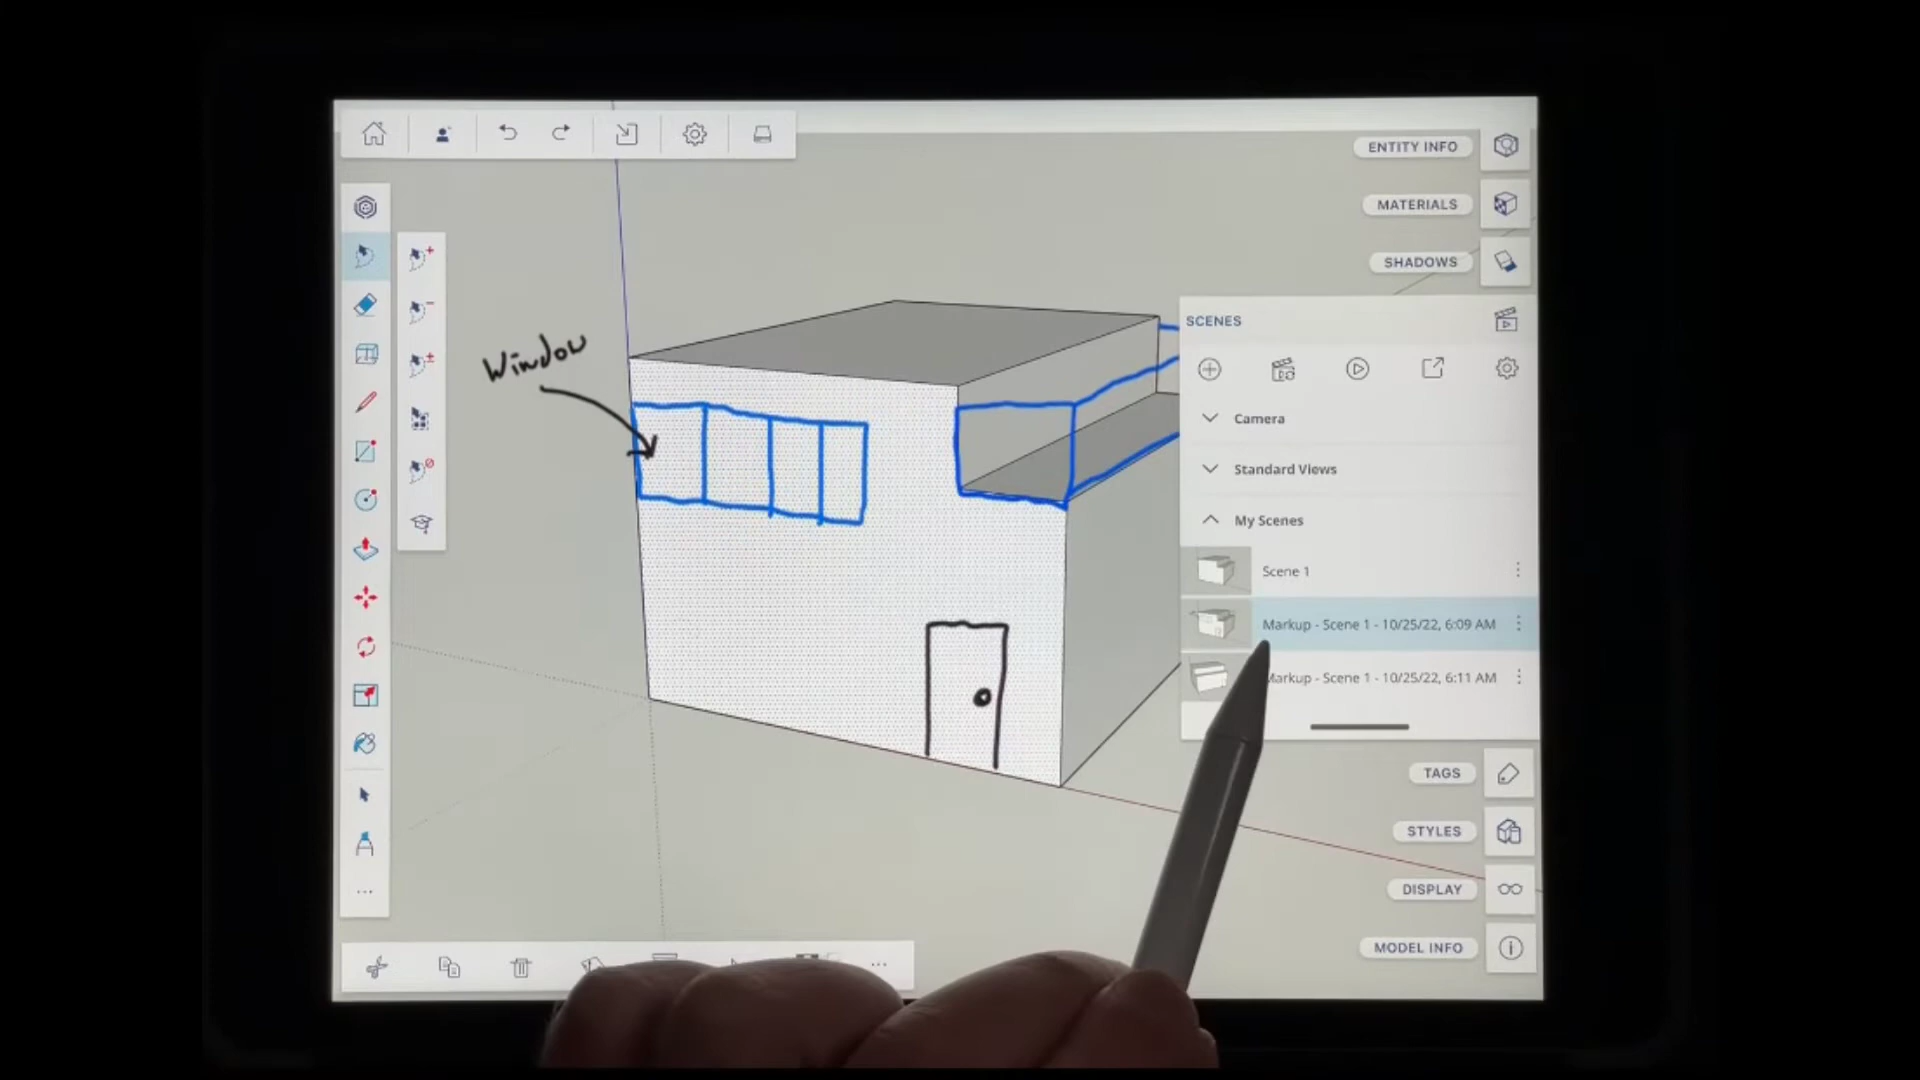 ENTITY INFO
MATERIALS
SHADOWS
SCENES
Window
Camera
Standard Views
My Scenes
Scene 1
Markup - Scene 1 - 10/25/22, 6:09 AM
Markup - Scene 1 - 10/25/22, 6:11 AM
TAGS
STYLES
DISPLAY
MODEL INFO